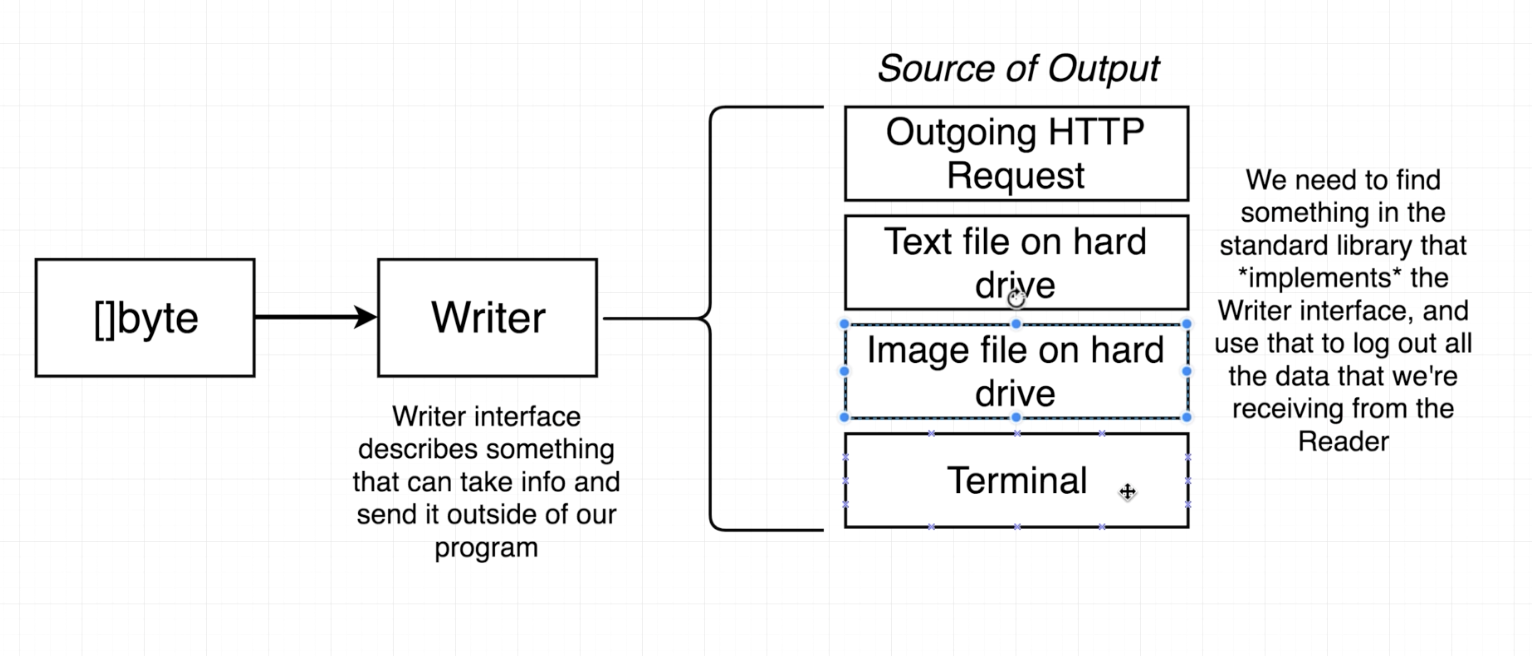 Source of Output
Outgoing HTTP
Request
Text file on hard
drive
Image file on hard
drive
Terminal
[]byte
Writer
Writer interface
describes something
that can take info and
send it outside of our
program
We need to find
something in the
standard library that
*implements* the
Writer interface, and
use that to log out all
the data that we're
receiving from the
Reader